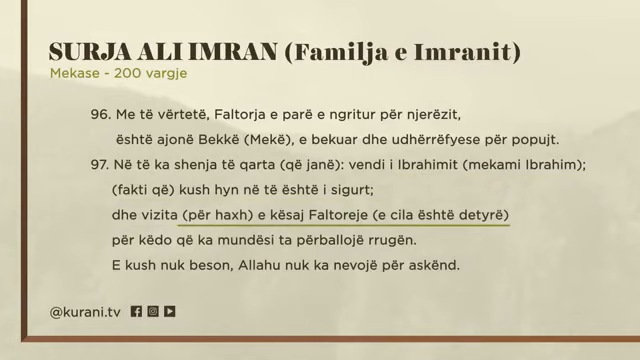 SURJA ALI IMRAN (Familja e Imranit)
Mekase - 200 vargje
96. Me të vërtetë, Faltorja e parë e ngritur për njerëzit,
është ajonë Bekkë (Mekë), e bekuar dhe udhërrëfyese për popujt.
97. Në të ka shenja të qarta (që janë): vendi i Ibrahimit (mekami Ibrahim);
(fakti që) kush hyn në të është i sigurt;
dhe vizita (për haxh) e kësaj Faltoreje (e cila është detyrë)
për këdo që ka mundësi ta përballojë rrugën.
E kush nuk beson, Allahu nuk ka nevojë për askënd.
@kurani.tv